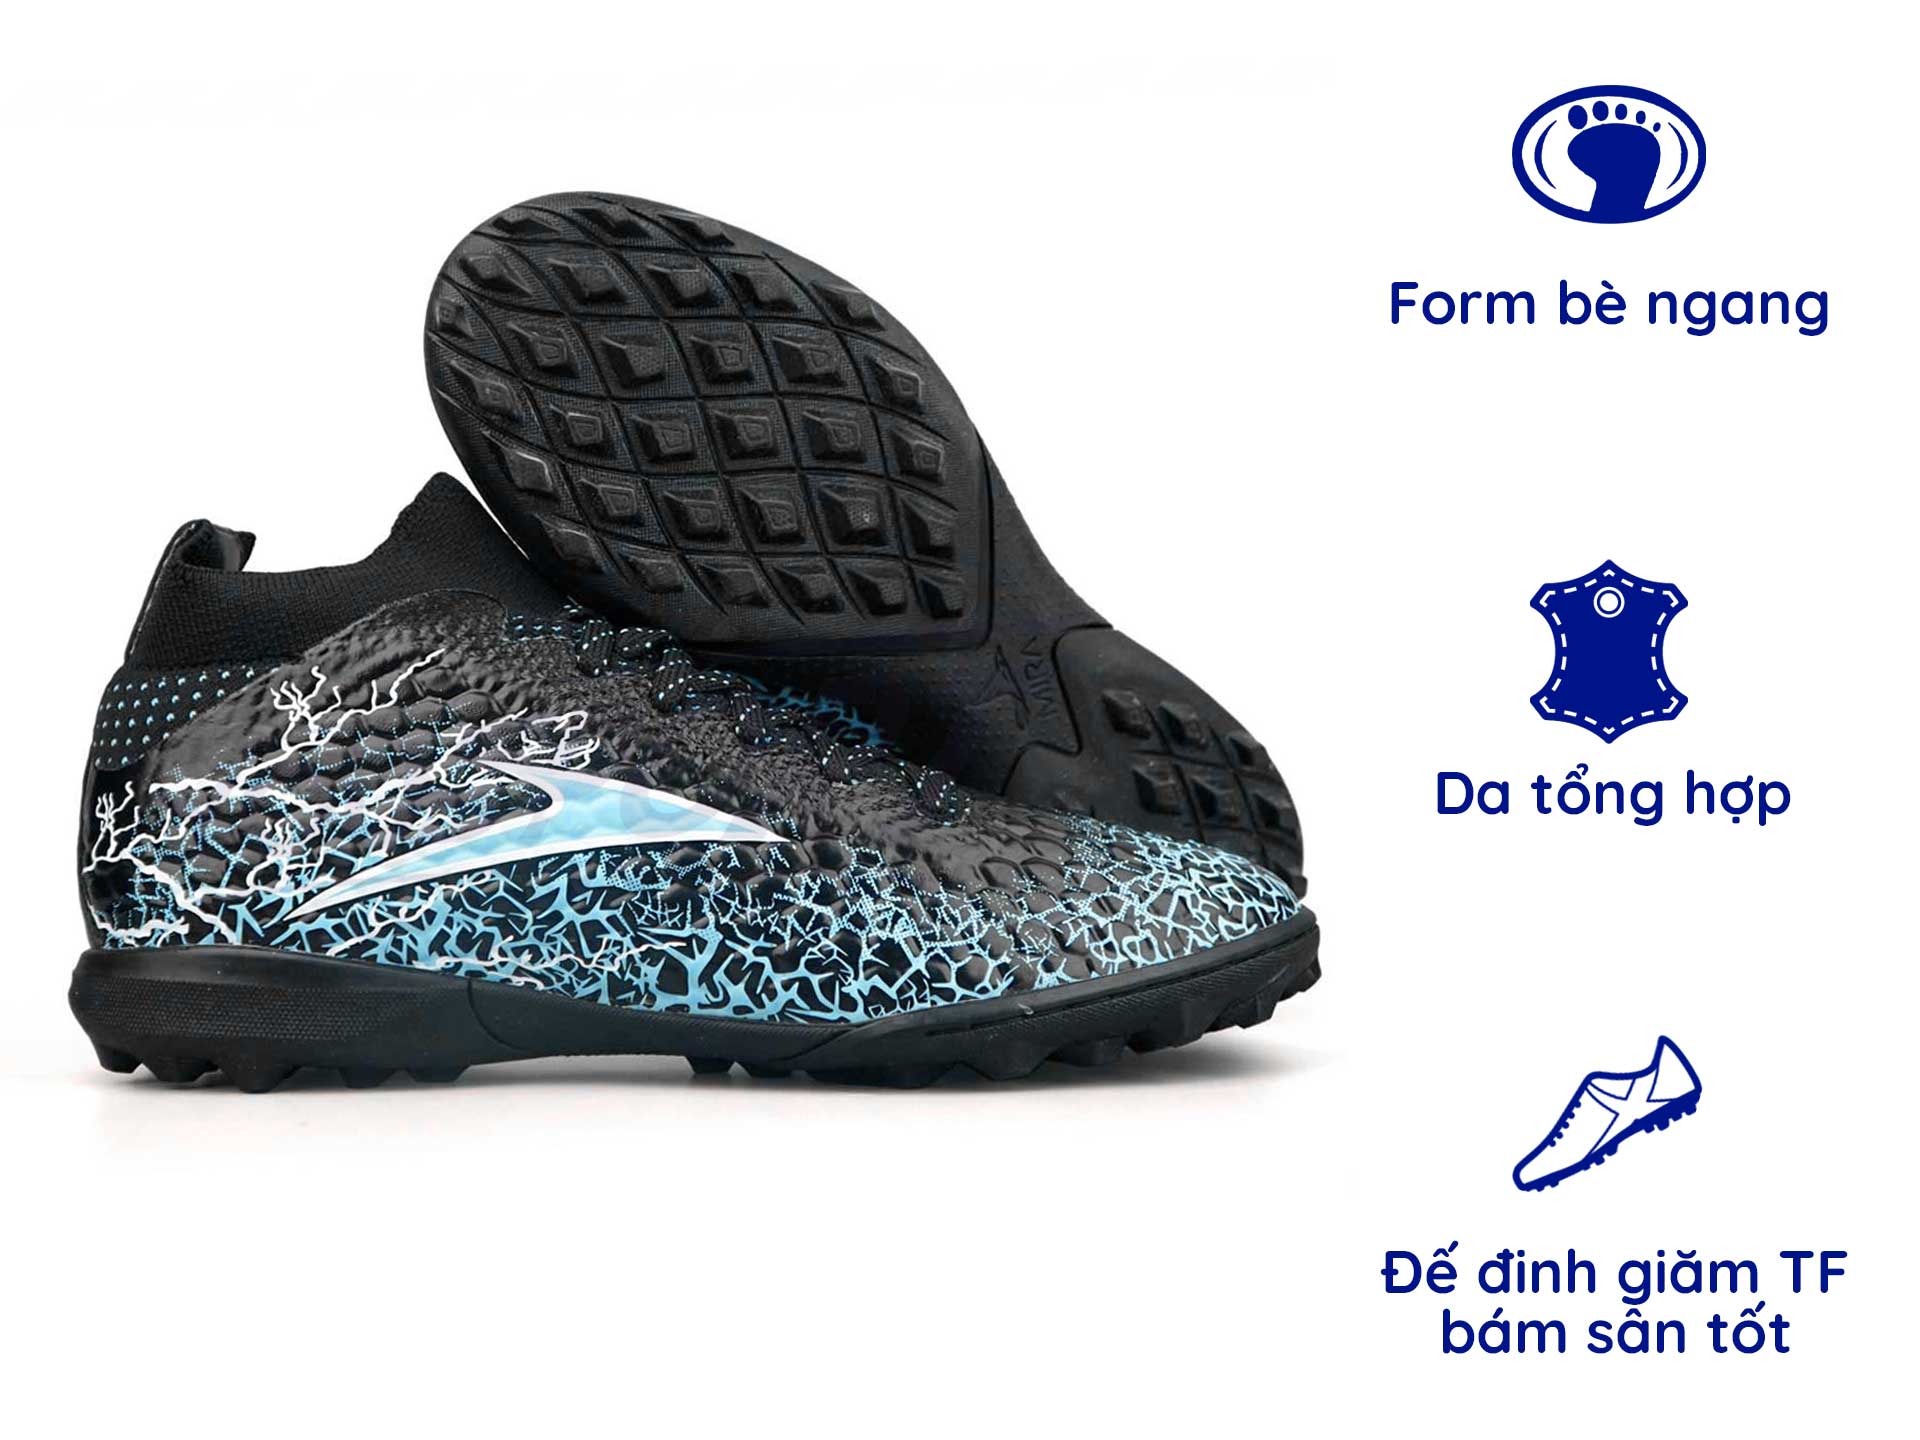 Form bè ngang
Da tổng hợp
Đế đinh giăm TF
bám sân tốt
MIRA